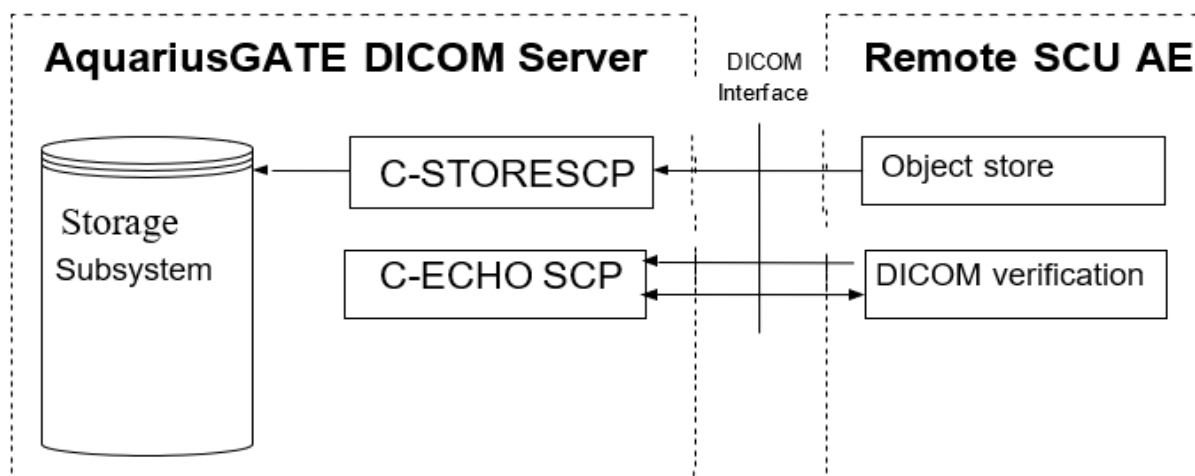 AquariusGATE DICOM Server
DICOM
Interface
Remote SCU AE
C-STORESCP
Object store
Storage
Subsystem
C-ECHO SCP
DICOM verification